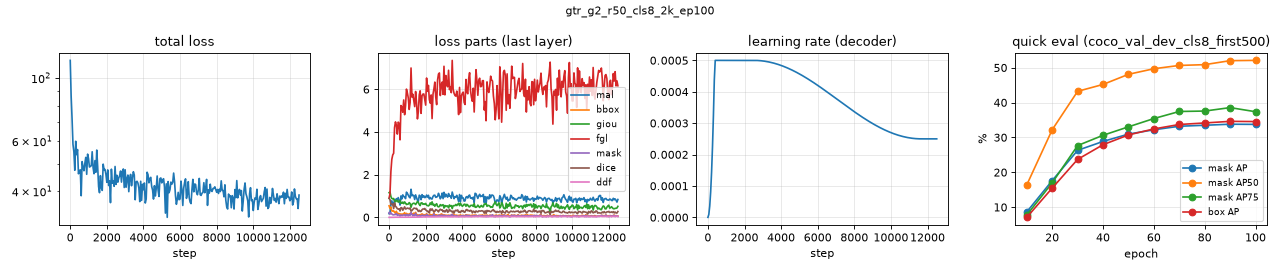 gtr_g2_r50_cls8_2k_ep100
total loss
10²
6 × 10¹
4 × 10¹
0 2000 4000 6000 8000 10000 12000
step
loss parts (last layer)
6
4
2
0
mal
bbox
giou
fgl
mask
dice
ddf
0 2000 4000 6000 8000 10000 12000
step
learning rate (decoder)
0.0005
0.0004
0.0003
0.0002
0.0001
0.0000
0 2000 4000 6000 8000 10000 12000
step
quick eval (coco_val_dev_cls8_first500)
%
50
40
30
20
10
mask AP
mask AP50
mask AP75
box AP
20 40 60 80 100
epoch